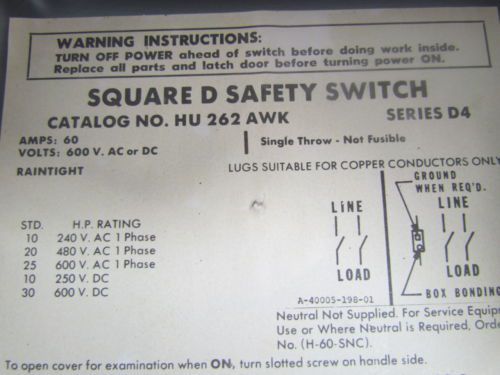 WARNING INSTRUCTIONS:
TURN OFF POWER ahead of switch before doing work inside.
Replace all parts and latch door before turning power ON.
SQUARE D SAFETY SWITCH
CATALOG NO. HU 262 AWK SERIES D4
AMPS: 60
VOLTS: 600 V. AC or DC
Single Throw - Not Fusible
RAINTIGHT
LUGS SUITABLE FOR COPPER CONDUCTORS ONLY
GROUND
WHEN REQ'D.
LINE LINE
STD. H.P. RATING
10 240 V. AC 1 Phase
20 480 V. AC 1 Phase
25 600 V. AC 1 Phase
10 250 V. DC
30 600 V. DC
LOAD LOAD
A-40005-198-01
BOX BONDING
Neutral Not Supplied. For Service Equip
Use or Where Neutral is Required, Orde
No. (H-60-SNC).
To open cover for examination when ON, turn slotted screw on handle side.